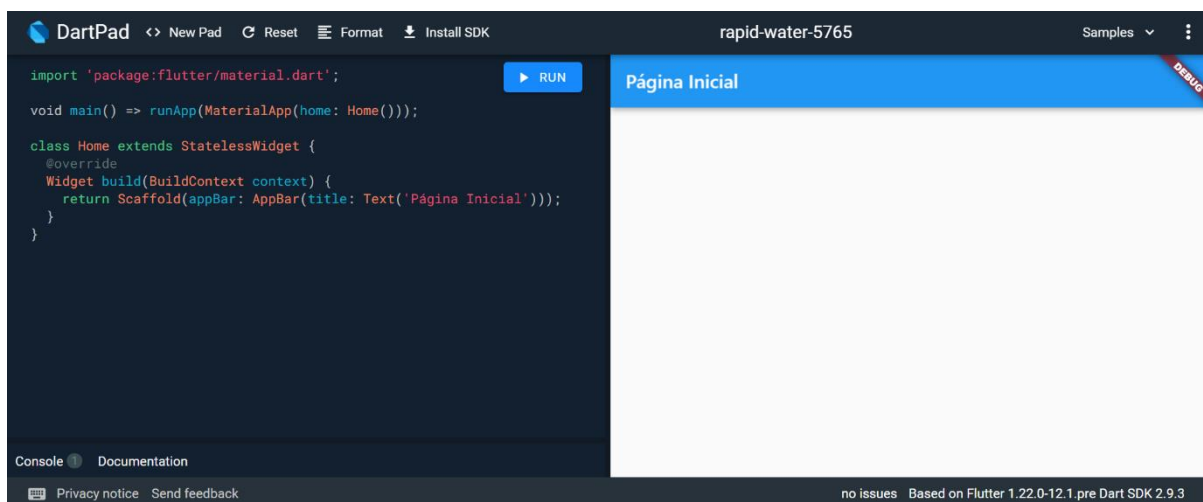 DartPad <> New Pad Reset Format Install SDK rapid-water-5765 Samples
import 'package:flutter/material.dart';
RUN
void main() => runApp(MaterialApp(home: Home()));
class Home extends StatelessWidget {
@override
Widget build(BuildContext context) {
return Scaffold(appBar: AppBar(title: Text('Página Inicial')));
}
}
Página Inicial
DEBUG
Console 1 Documentation
Privacy notice Send feedback
no issues Based on Flutter 1.22.0-12.1.pre Dart SDK 2.9.3